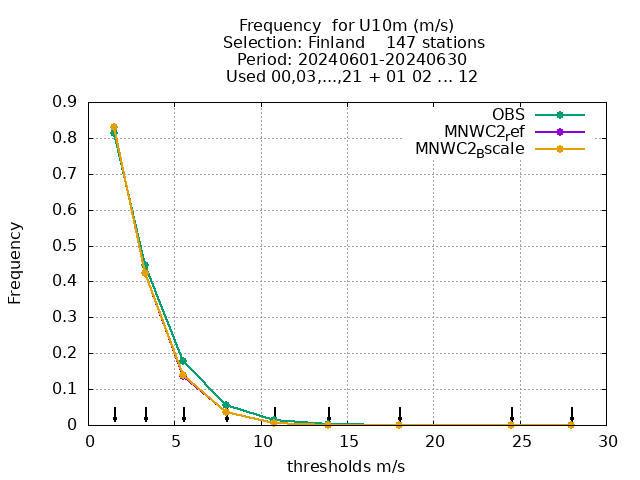 Frequency  for U10m (m/s)
Selection: Finland    147 stations
Period: 20240601-20240630
Used 00,03,...,21 + 01 02 ... 12
OBS
MNWC2ref
MNWC2Bscale
Frequency
0.9
0.8
0.7
0.6
0.5
0.4
0.3
0.2
0.1
0
0 5 10 15 20 25 30
thresholds m/s